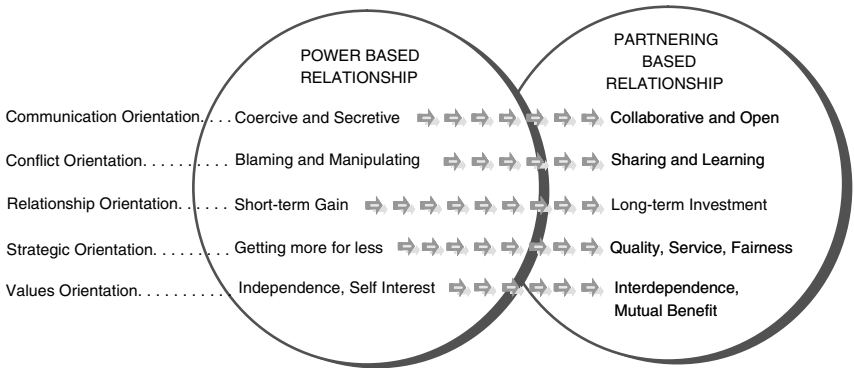 POWER BASED
RELATIONSHIP
PARTNERING
BASED
RELATIONSHIP
Communication Orientation. . . . Coercive and Secretive Collaborative and Open
Conflict Orientation. . . . . . . . . . Blaming and Manipulating Sharing and Learning
Relationship Orientation. . . . . . Short-term Gain Long-term Investment
Strategic Orientation. . . . . . . . . Getting more for less Quality, Service, Fairness
Values Orientation. . . . . . . . . . . Independence, Self Interest Interdependence,
Mutual Benefit